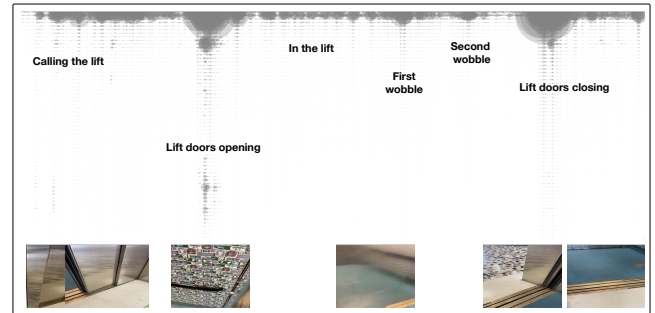 Calling the lift
In the lift
Second
wobble
First
wobble
Lift doors closing
Lift doors opening